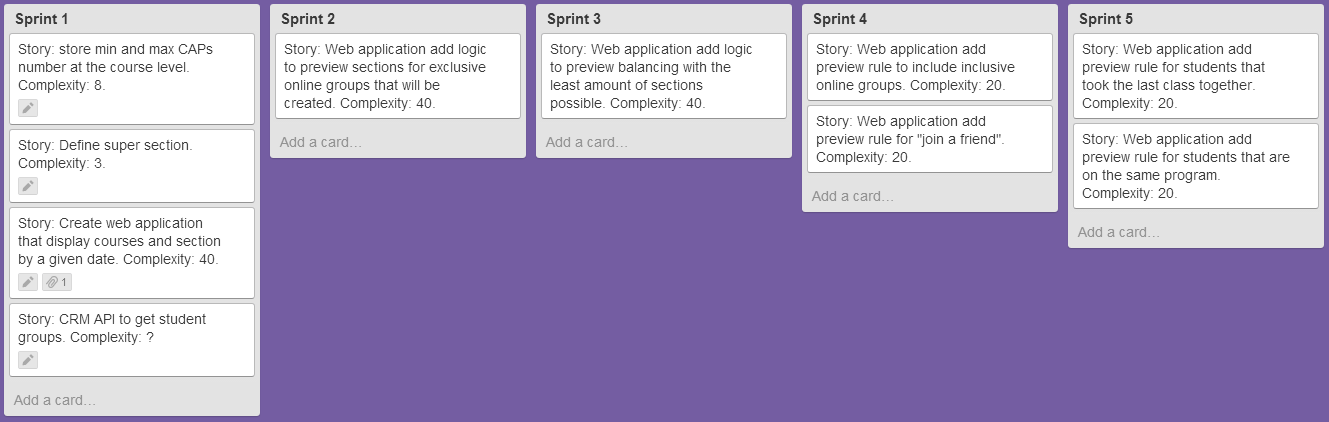 Sprint 1
Story: store min and max CAPs
number at the course level.
Complexity: 8.
Story: Define super section.
Complexity: 3.
Story: Create web application
that display courses and section
by a given date. Complexity: 40.
1
Story: CRM API to get student
groups. Complexity: ?
Add a card...
Sprint 2
Story: Web application add logic
to preview sections for exclusive
online groups that will be
created. Complexity: 40.
Add a card...
Sprint 3
Story: Web application add logic
to preview balancing with the
least amount of sections
possible. Complexity: 40.
Add a card...
Sprint 4
Story: Web application add
preview rule to include inclusive
online groups. Complexity: 20.
Story: Web application add
preview rule for "join a friend".
Complexity: 20.
Add a card...
Sprint 5
Story: Web application add
preview rule for students that
took the last class together.
Complexity: 20.
Story: Web application add
preview rule for students that are
on the same program.
Complexity: 20.
Add a card...